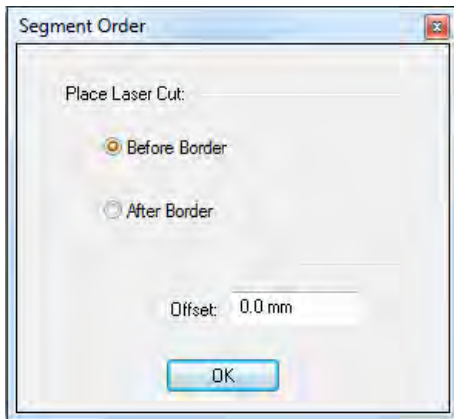 Segment Order
Place Laser Cut:
Before Border
After Border
Offset: 0.0 mm
OK